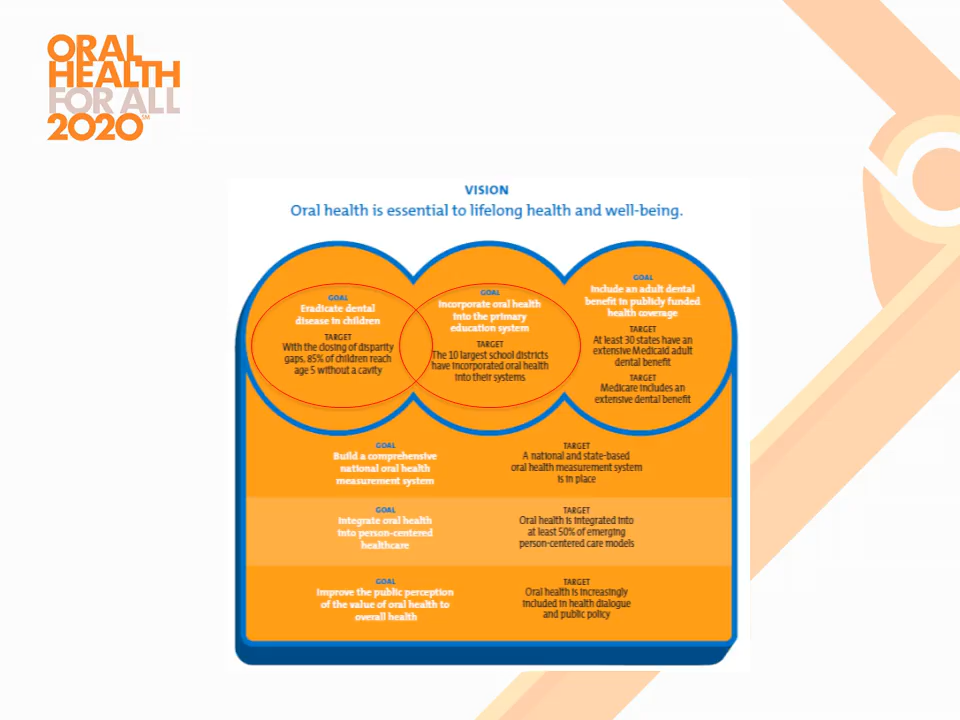 ORAL
HEALTH
FOR ALL
2020 SM
VISION
Oral health is essential to lifelong health and well-being.
GOAL
Eradicate dental
disease in children
TARGET
With the closing of disparity
gaps, 85% of children reach
age 5 without a cavity
GOAL
Incorporate oral health
into the primary
education system
TARGET
The 10 largest school districts
have incorporated oral health
into their systems
GOAL
Include an adult dental
benefit in publicly funded
health coverage
TARGET
At least 30 states have an
extensive Medicaid adult
dental benefit
TARGET
Medicare includes an
extensive dental benefit
GOAL
Build a comprehensive
national oral health
measurement system
TARGET
A national and state-based
oral health measurement system
is in place
GOAL
Integrate oral health
into person-centered
healthcare
TARGET
Oral health is integrated into
at least 50% of emerging
person-centered care models
GOAL
Improve the public perception
of the value of oral health to
overall health
TARGET
Oral health is increasingly
included in health dialogue
and public policy